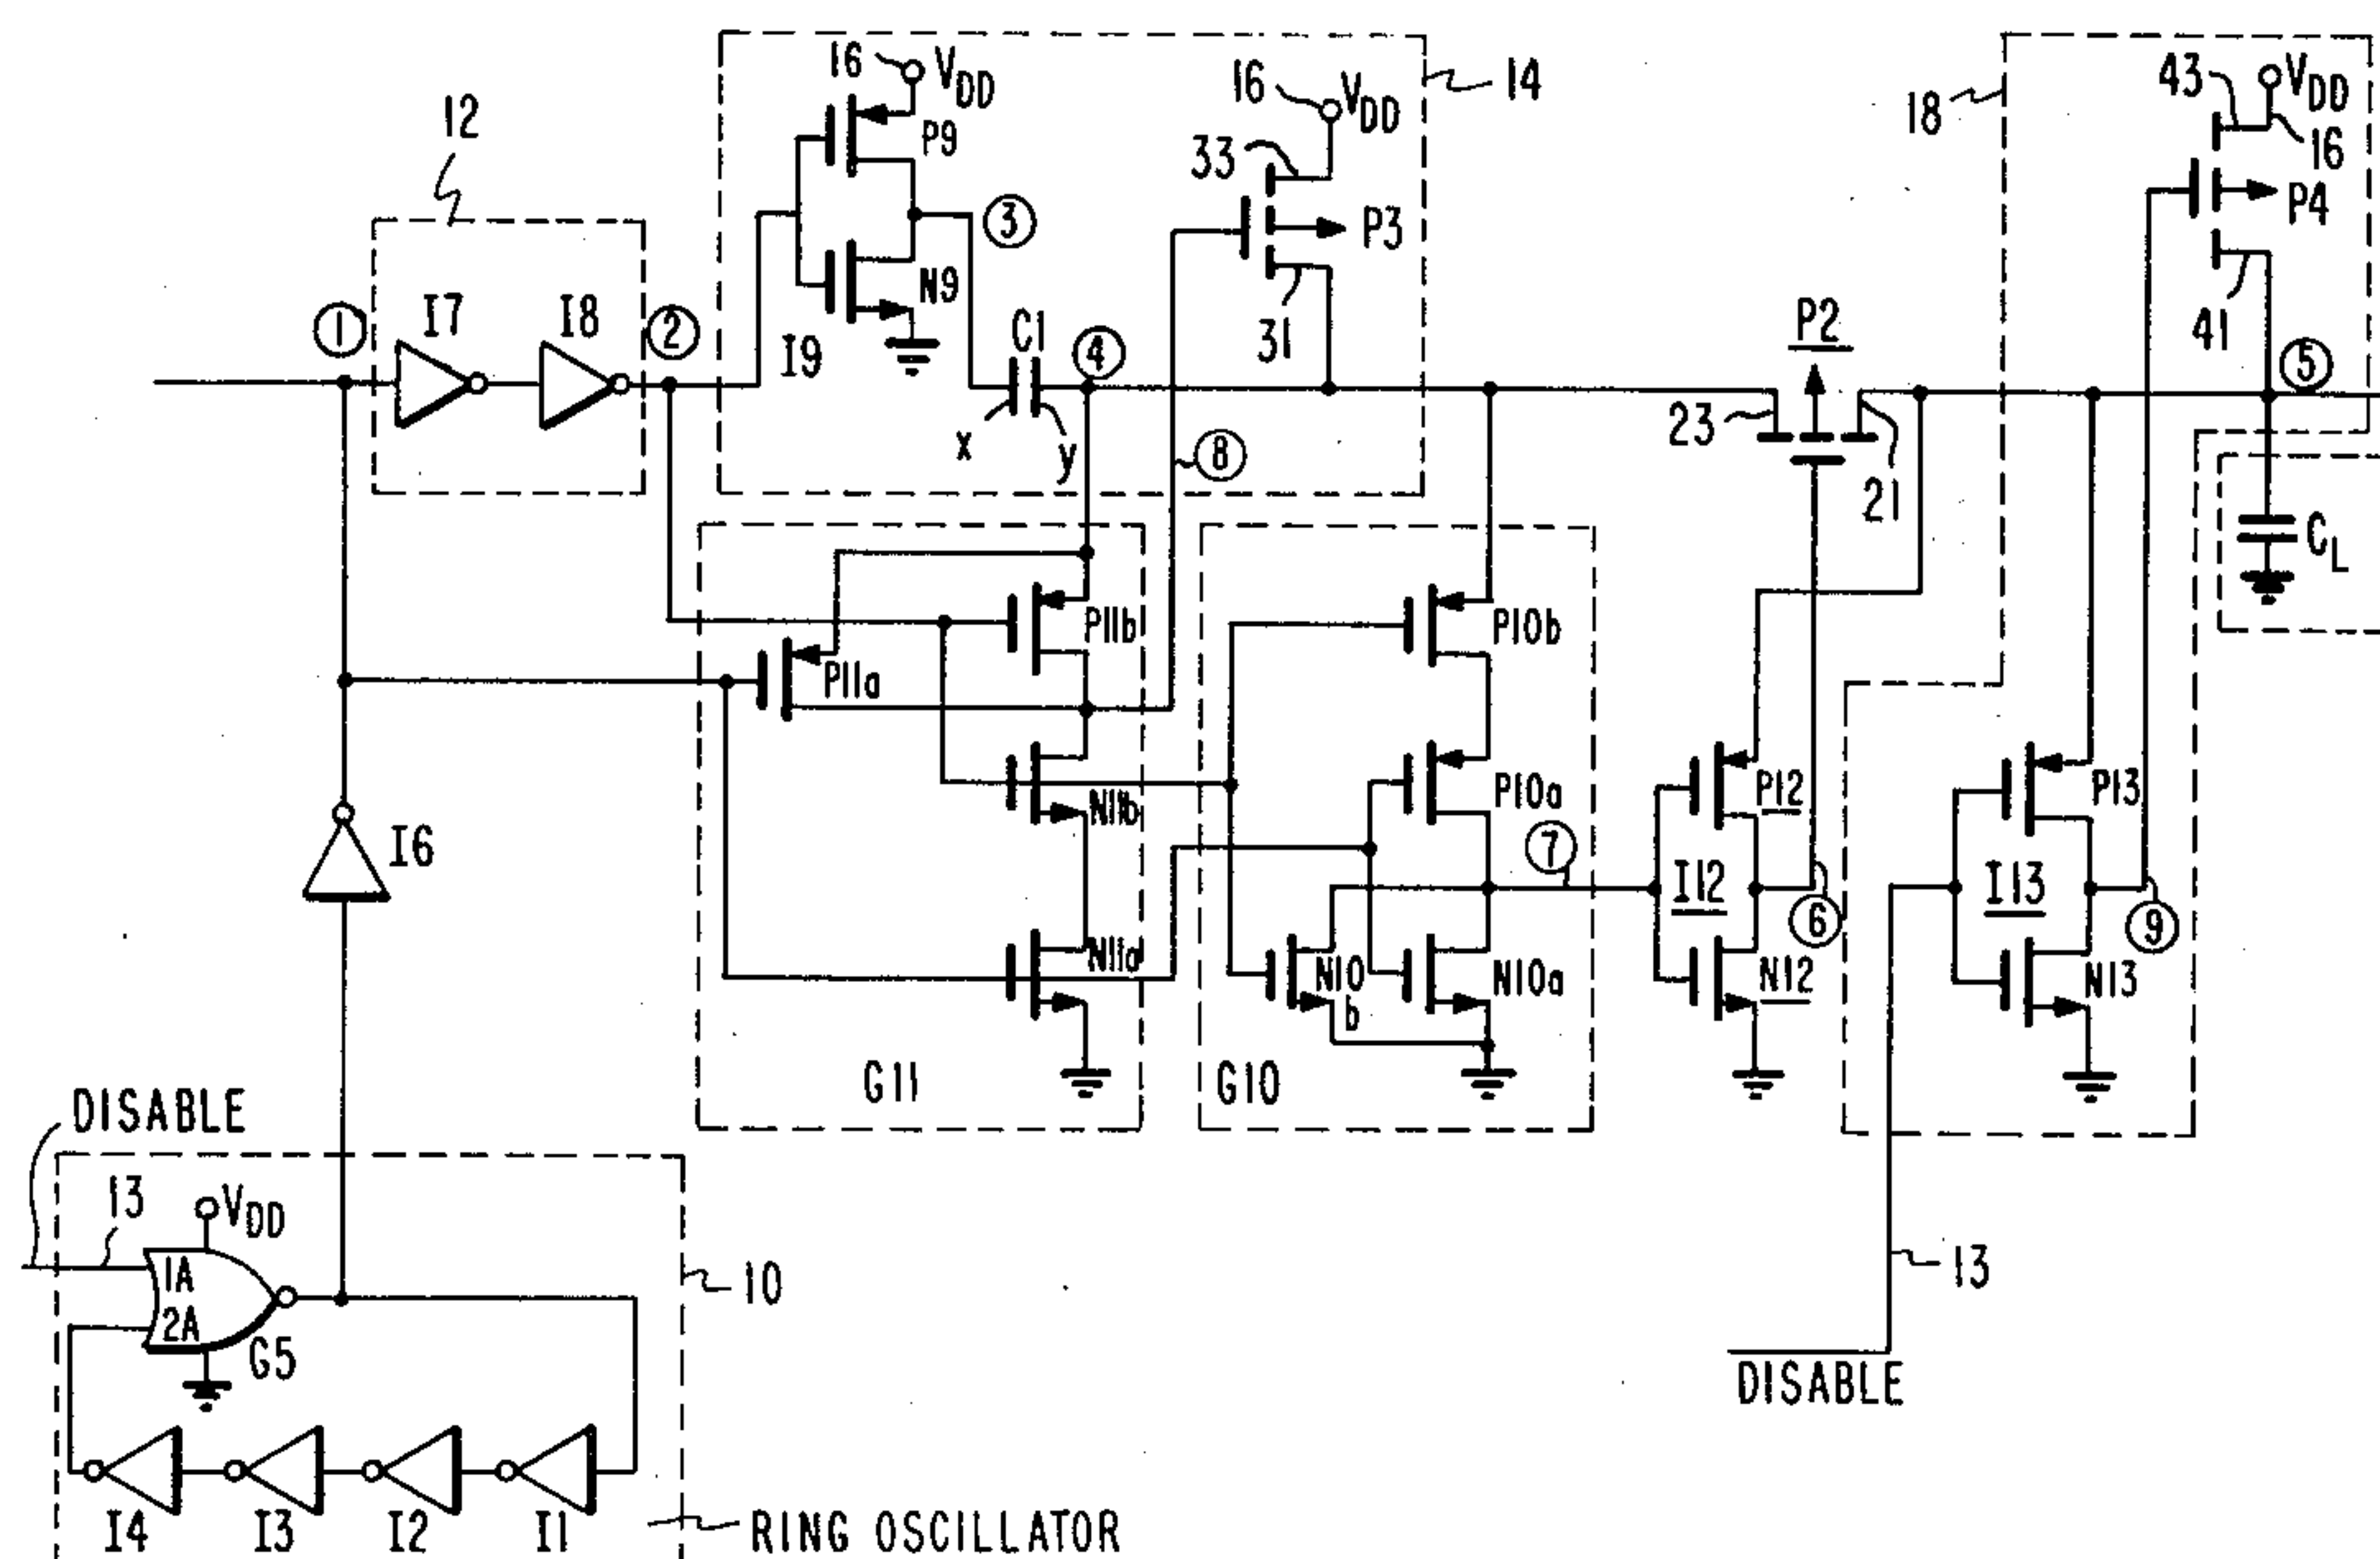 16
VDD
P9
14
16
VDD
33
P3
31
18
43
VDD
16
P4
41
5
12
1
I7
I8
2
I9
N9
3
C1
x
y
4
8
P2
23
21
CL
P11b
P11a
N11b
N11a
G11
P10b
P10a
7
N10
b
N10a
G10
P12
I12
N12
6
P13
I13
N13
9
I6
DISABLE
13
VDD
1A
2A
G5
10
13
DISABLE
I4
I3
I2
I1
RING OSCILLATOR